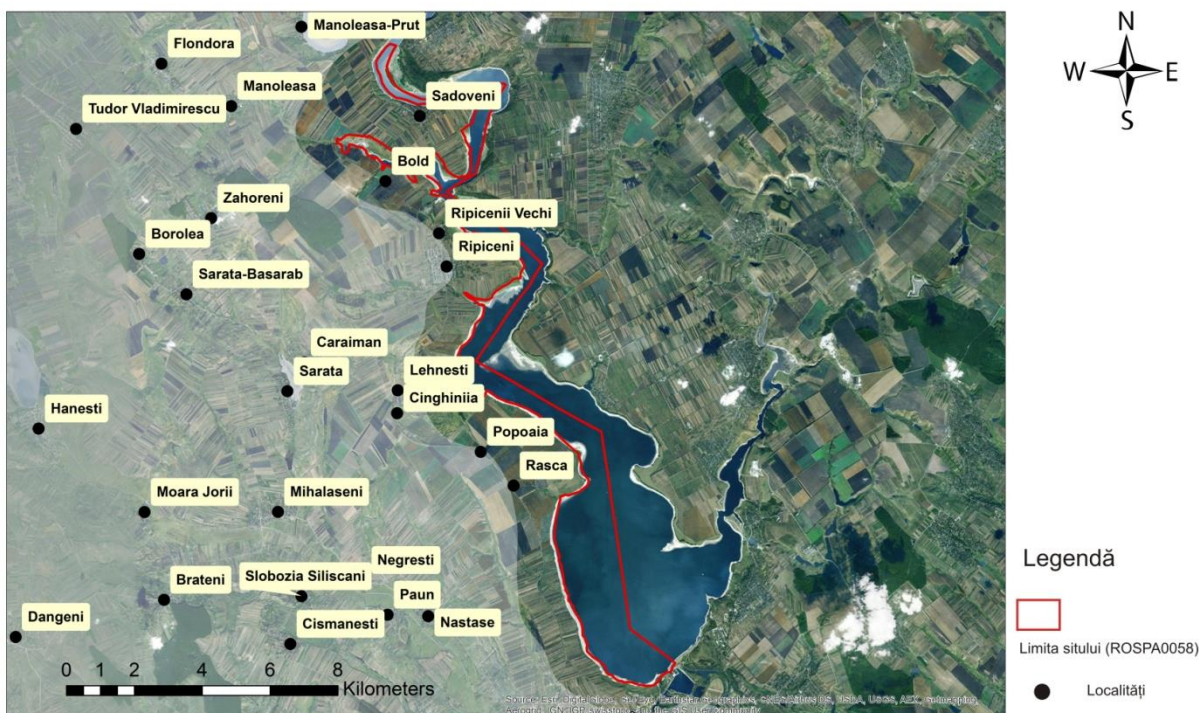 Manoleasa-Prut
N
Flondora
W
E
Manoleasa
Sadoveni
Tudor Vladimirescu
S
Bold
Zahoreni
Ripicenii Vechi
Borolea
Ripiceni
Sarata-Basarab
Caraiman
Lehnesti
Sarata
Cinghiniia
Hanesti
Popoaia
Rasca
Moara Jorii
Mihalaseni
Negresti
Legendă
Brateni
Slobozia Siliscani
Paun
Dangeni
Cismanesti
Nastase
Limita sitului (ROSPA0058)
0 1 2 4 6 8
Kilometers
Localități